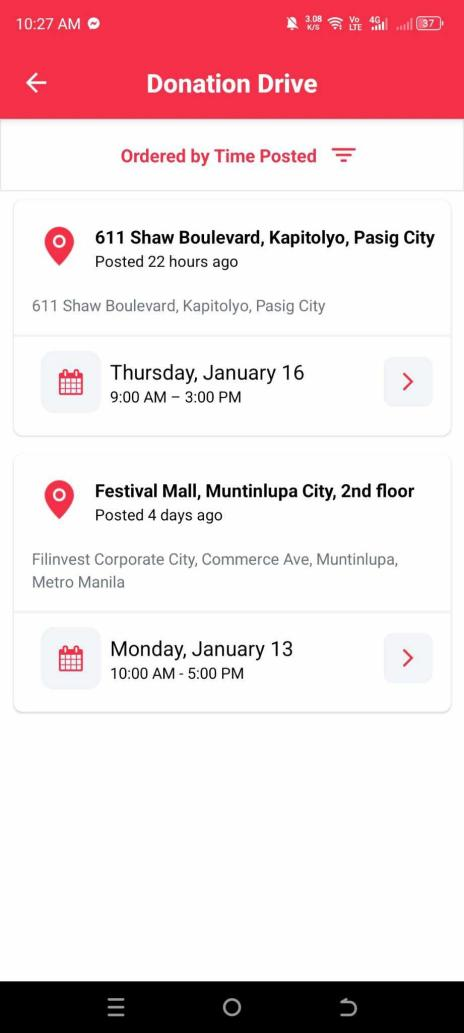 10:27 AM
3.08 K/S Vo LTE 4G 37
Donation Drive
Ordered by Time Posted
611 Shaw Boulevard, Kapitolyo, Pasig City
Posted 22 hours ago
611 Shaw Boulevard, Kapitolyo, Pasig City
Thursday, January 16
9:00 AM – 3:00 PM
Festival Mall, Muntinlupa City, 2nd floor
Posted 4 days ago
Filinvest Corporate City, Commerce Ave, Muntinlupa,
Metro Manila
Monday, January 13
10:00 AM - 5:00 PM